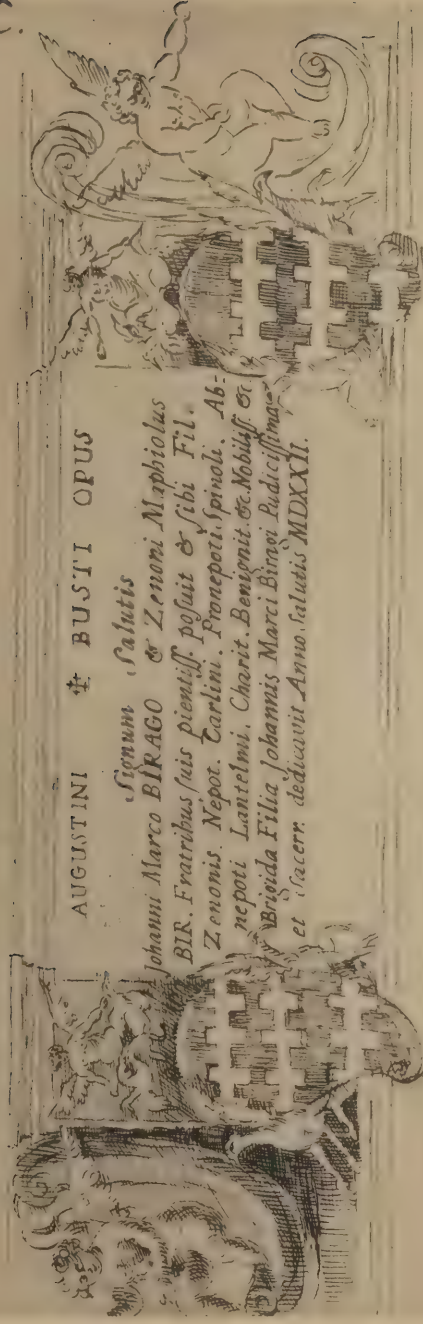 AUGUSTINI ✠ BUSTI OPUS
Signum Salutis
Johanni Marco BIRAGO & Zenoni Maphiolus
BIR. Fratribus suis pientiss. posuit & sibi Fil.
Zenonis. Nepot. Carlini. Pronepoti. Spinoli. Ab-
nepoti Lantelmi. Charit. Benignit. &c. Nobiliss. &c
Brigida Filia Johannis Marci Biragi Pudicissima
et Sacerr. dedicavit Anno. Salutis MDXXII.